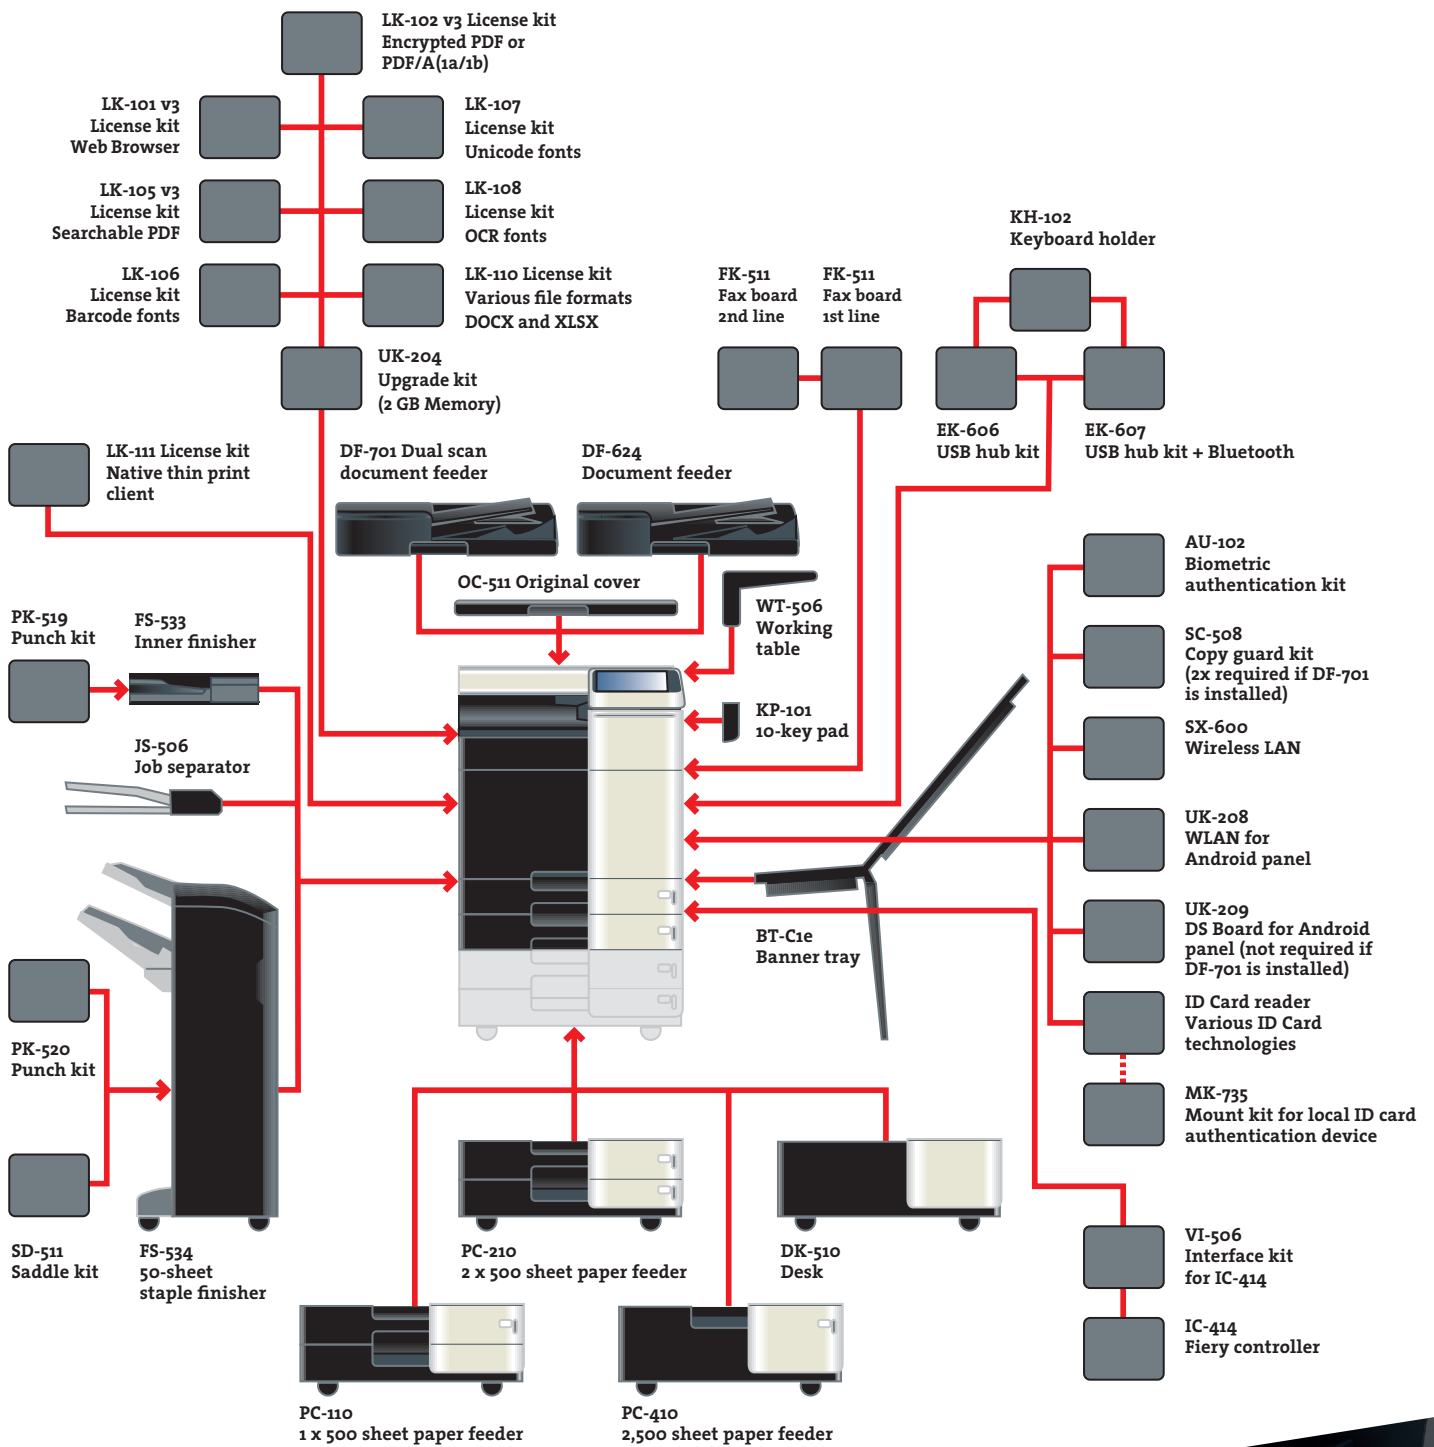 LK-102 v3 License kit
Encrypted PDF or
PDF/A(1a/1b)
LK-101 v3
License kit
Web Browser
LK-107
License kit
Unicode fonts
LK-105 v3
License kit
Searchable PDF
LK-108
License kit
OCR fonts
LK-106
License kit
Barcode fonts
LK-110 License kit
Various file formats
DOCX and XLSX
UK-204
Upgrade kit
(2 GB Memory)
FK-511
Fax board
2nd line
FK-511
Fax board
1st line
KH-102
Keyboard holder
EK-606
USB hub kit
EK-607
USB hub kit + Bluetooth
LK-111 License kit
Native thin print
client
DF-701 Dual scan
document feeder
DF-624
Document feeder
OC-511 Original cover
WT-506
Working
table
KP-101
10-key pad
PK-519
Punch kit
FS-533
Inner finisher
JS-506
Job separator
AU-102
Biometric
authentication kit
SC-508
Copy guard kit
(2x required if DF-701
is installed)
SX-600
Wireless LAN
UK-208
WLAN for
Android panel
UK-209
DS Board for Android
panel (not required if
DF-701 is installed)
ID Card reader
Various ID Card
technologies
MK-735
Mount kit for local ID card
authentication device
BT-C1e
Banner tray
PK-520
Punch kit
SD-511
Saddle kit
FS-534
50-sheet
staple finisher
PC-210
2 x 500 sheet paper feeder
DK-510
Desk
VI-506
Interface kit
for IC-414
IC-414
Fiery controller
PC-110
1 x 500 sheet paper feeder
PC-410
2,500 sheet paper feeder